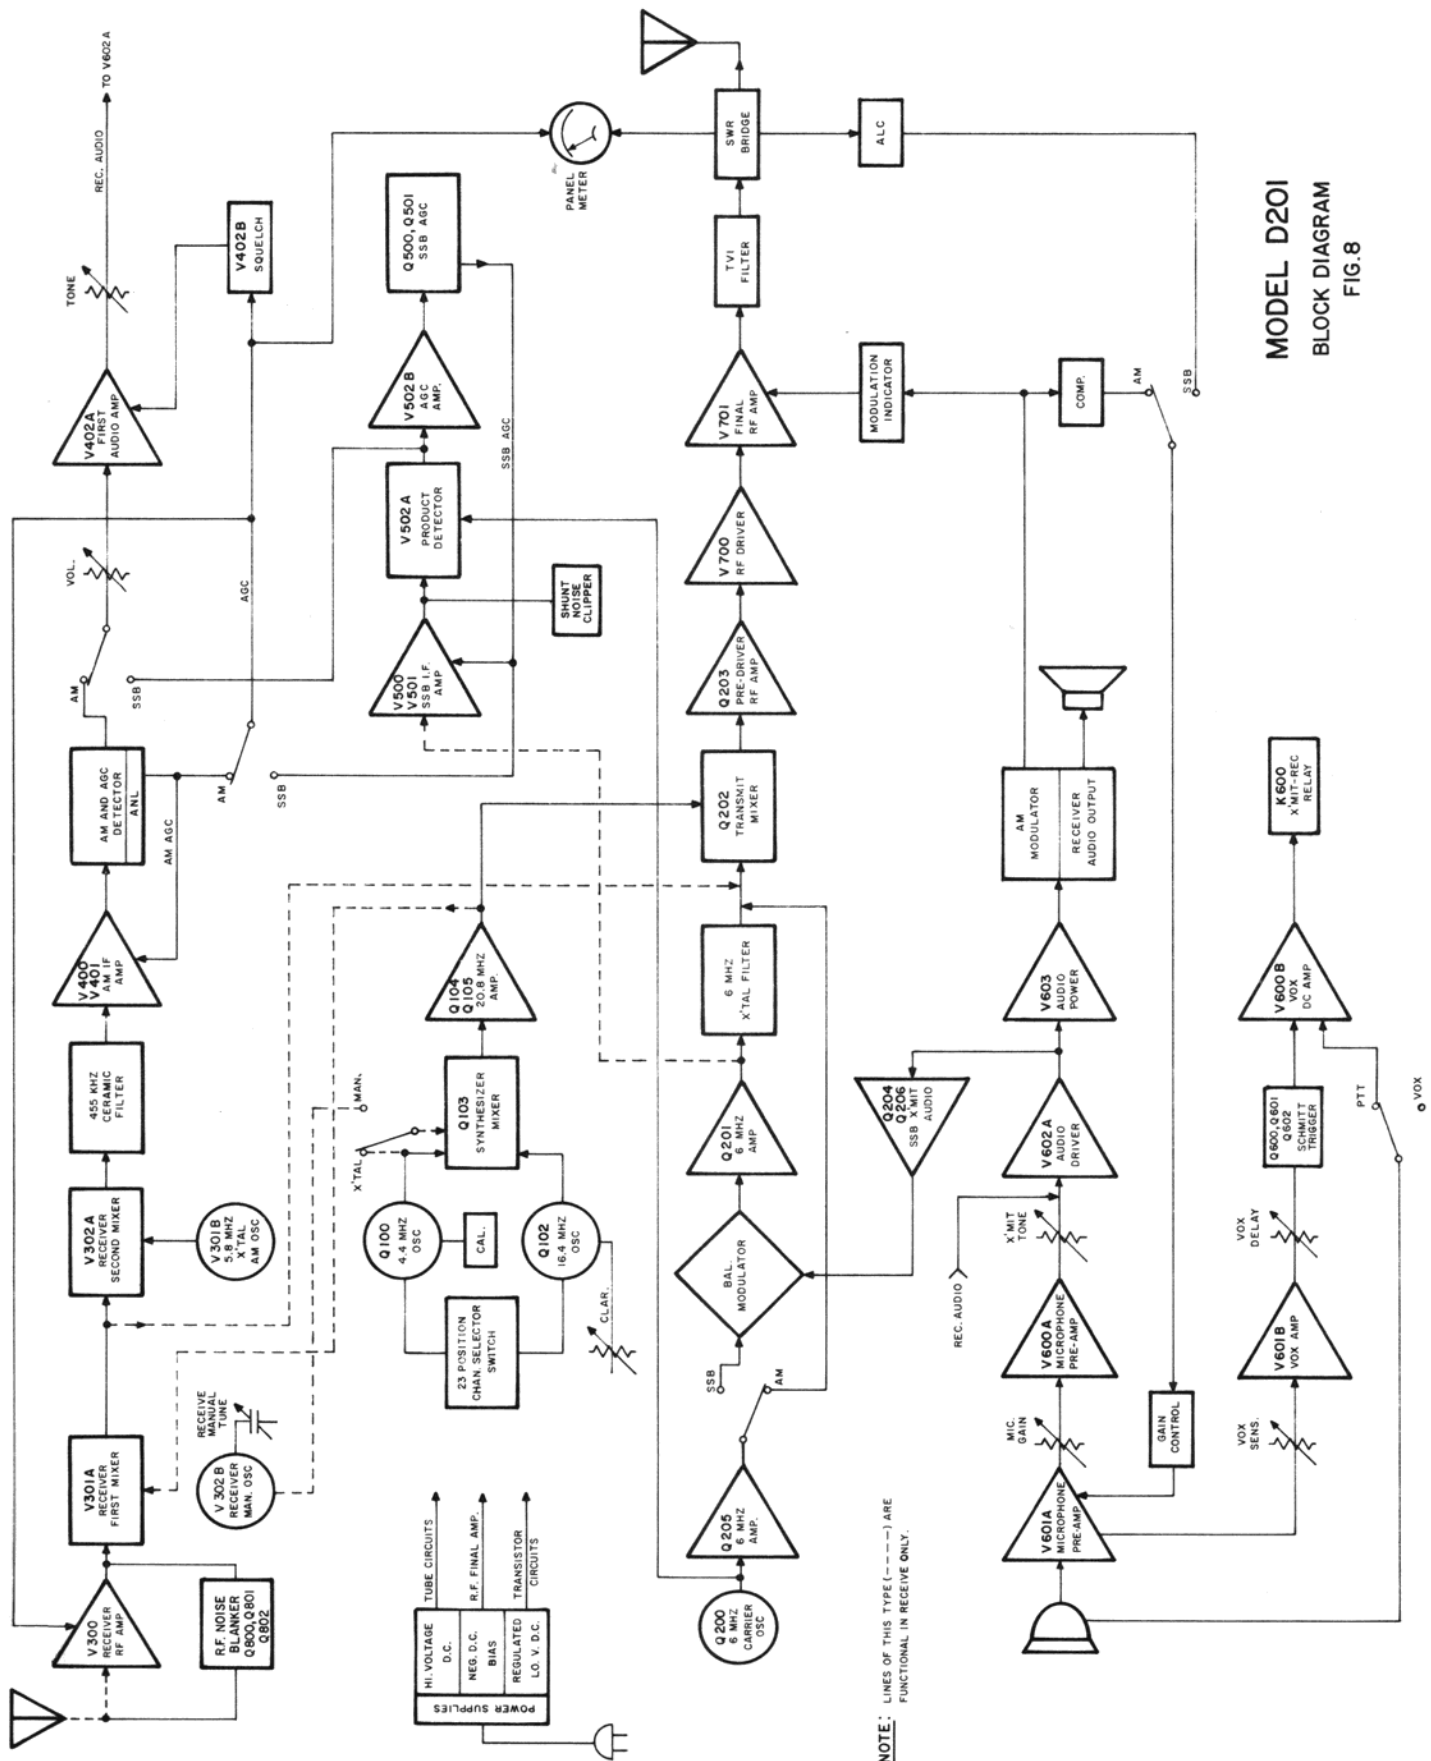 V300
RECEIVER
RF AMP
R.F. NOISE
BLANKER
Q800, Q801
Q802
V301A
RECEIVER
FIRST MIXER
RECEIVE
MANUAL
TUNE
V302B
RECEIVER
MAN. OSC
V302A
RECEIVER
SECOND MIXER
V301B
5.8 MHZ
X'TAL
AM OSC
455 KHZ
CERAMIC
FILTER
V400
V401
AM IF
AMP
AM AGC
AM AND AGC
DETECTOR
ANL
AM
SSB
AM
SSB
VOL.
AGC
V402A
FIRST
AUDIO AMP
TONE
V402B
SQUELCH
REC. AUDIO
TO V602A
HI. VOLTAGE
D.C.
NEG. D.C.
BIAS
REGULATED
LO. V. D.C.
POWER SUPPLIES
TUBE CIRCUITS
R.F. FINAL AMP.
TRANSISTOR
CIRCUITS
23 POSITION
CHAN. SELECTOR
SWITCH
Q100
4.4 MHZ
OSC
CAL.
Q102
16.4 MHZ
OSC
CLAR.
X'TAL
MAN.
Q103
SYNTHESIZER
MIXER
Q104
Q105
20.8 MHZ
AMP.
V500
V501
SSB I.F.
AMP
SHUNT
NOISE
CLIPPER
V502A
PRODUCT
DETECTOR
V502B
AGC
AMP.
Q500, Q501
SSB AGC
SSB AGC
PANEL
METER
Q200
6 MHZ
CARRIER
OSC
Q205
6 MHZ
AMP.
SSB
AM
BAL.
MODULATOR
Q201
6 MHZ
AMP
6 MHZ
X'TAL FILTER
Q202
TRANSMIT
MIXER
Q203
PRE-DRIVER
RF AMP
V700
RF DRIVER
V701
FINAL
RF AMP
TVI
FILTER
SWR
BRIDGE
ALC
MODULATION
INDICATOR
COMP.
AM
SSB
Q204
Q206
SSB X'MIT
AUDIO
NOTE: LINES OF THIS TYPE (----) ARE
FUNCTIONAL IN RECEIVE ONLY.
V601A
MICROPHONE
PRE-AMP.
MIC.
GAIN
GAIN
CONTROL
V600A
MICROPHONE
PRE-AMP
REC. AUDIO
X'MIT
TONE
V602A
AUDIO
DRIVER
V603
AUDIO
POWER
AM
MODULATOR
RECEIVER
AUDIO OUTPUT
VOX
SENS.
V601B
VOX AMP
VOX
DELAY
Q600, Q601
Q602
SCHMITT
TRIGGER
PTT
VOX
V600B
VOX
DC AMP
K600
X'MIT-REC
RELAY
MODEL D201
BLOCK DIAGRAM
FIG. 8